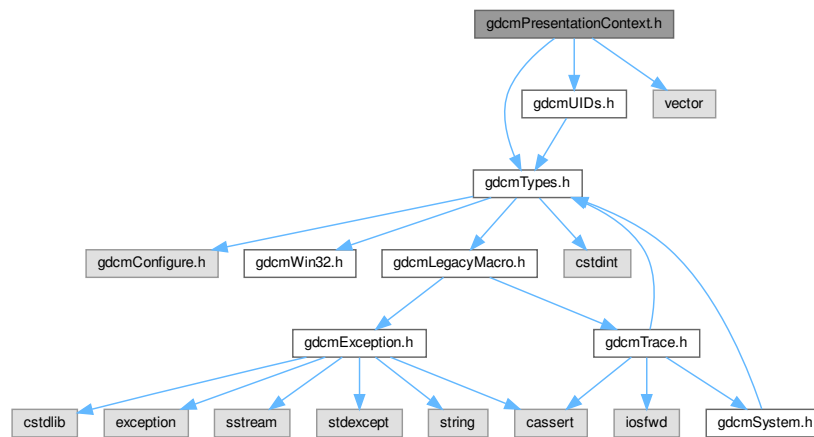 gdcmPresentationContext.h
gdcmUIDs.h
vector
gdcmTypes.h
gdcmConfigure.h
gdcmWin32.h
gdcmLegacyMacro.h
cstdint
gdcmException.h
gdcmTrace.h
cstdlib
exception
sstream
stdexcept
string
cassert
iosfwd
gdcmSystem.h